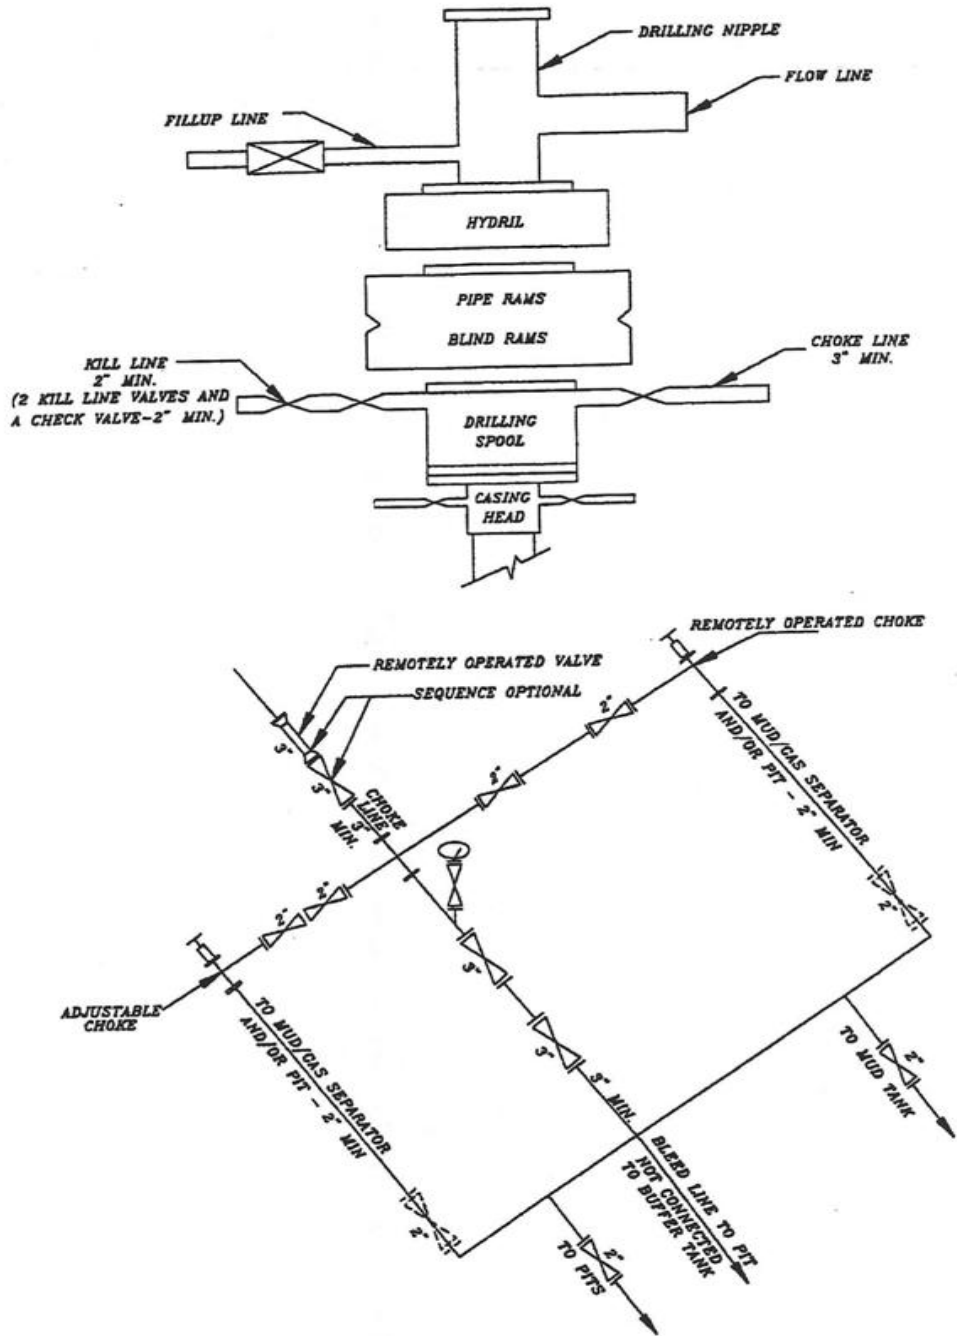 DRILLING NIPPLE
FLOW LINE
FILLUP LINE
HYDRIL
PIPE RAMS
BLIND RAMS
KILL LINE
2" MIN.
(2 KILL LINE VALVES AND
A CHECK VALVE-2" MIN.)
CHOKE LINE
3" MIN.
DRILLING
SPOOL
CASING
HEAD
REMOTELY OPERATED CHOKE
REMOTELY OPERATED VALVE
SEQUENCE OPTIONAL
3"
3"
CHOKE
LINE
3"
MIN.
2"
2"
TO MUD/GAS SEPARATOR
AND/OR PIT - 2" MIN
2"
2"
2"
3"
3"
3" MIN.
ADJUSTABLE
CHOKE
TO MUD/GAS SEPARATOR
AND/OR PIT - 2" MIN
2"
2"
TO MUD TANK
BLEED LINE TO PIT
NOT CONNECTED
TO BUFFER TANK
2"
TO PITS